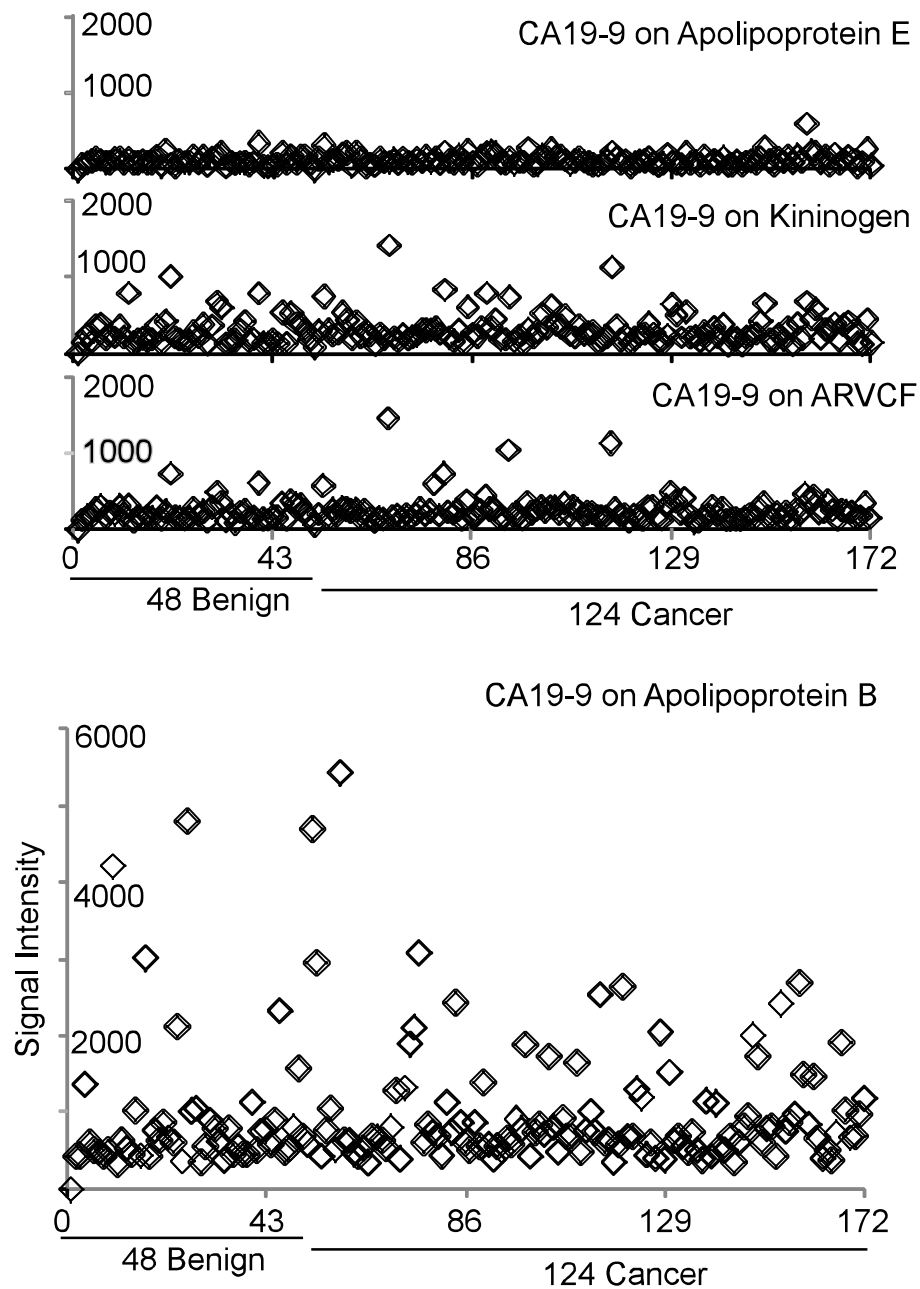 2000
CA19-9 on Apolipoprotein E
1000
2000
CA19-9 on Kininogen
1000
2000
CA19-9 on ARVCF
1000
0 43 86 129 172
48 Benign
124 Cancer
CA19-9 on Apolipoprotein B
6000
Signal Intensity
4000
2000
0 43 86 129 172
48 Benign
124 Cancer